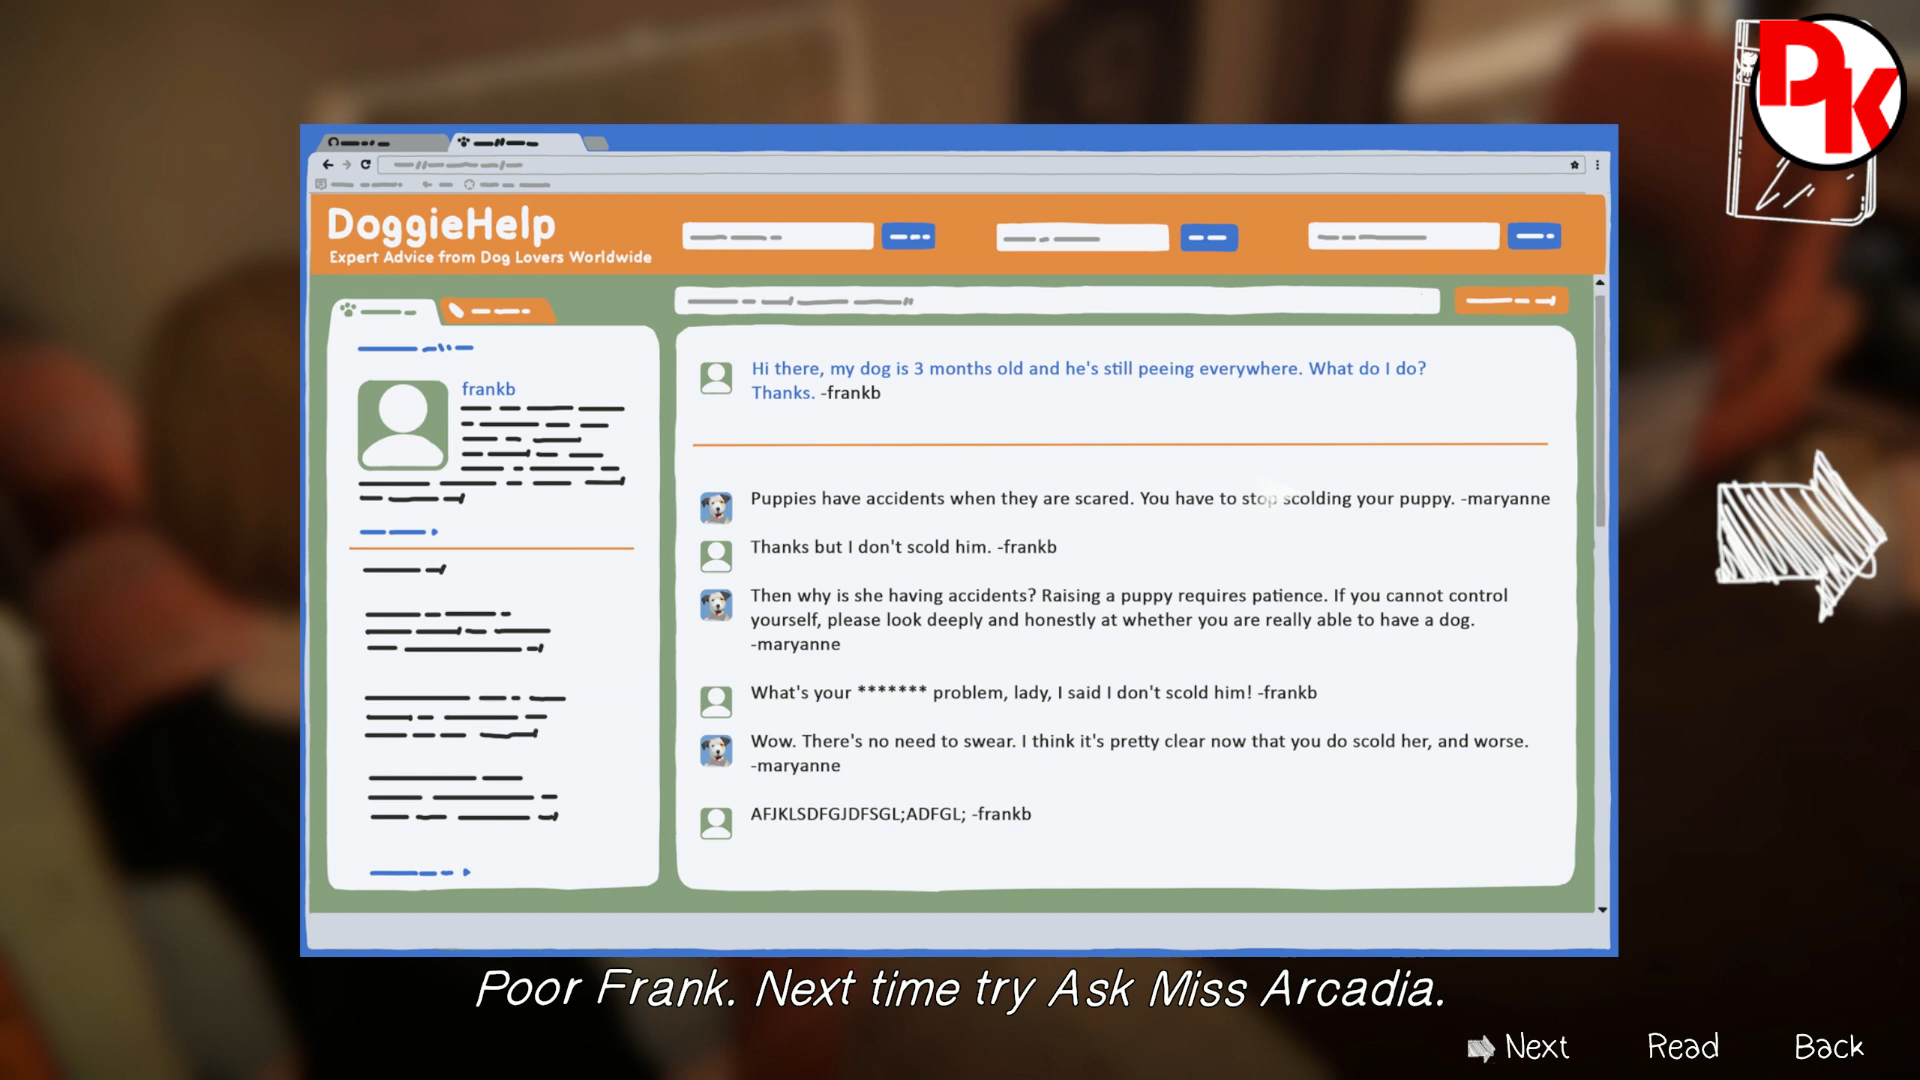 DK
DoggieHelp
Expert Advice from Dog Lovers Worldwide
frankb
Hi there, my dog is 3 months old and he's still peeing everywhere. What do I do?
Thanks. -frankb
Puppies have accidents when they are scared. You have to stop scolding your puppy. -maryanne
Thanks but I don't scold him. -frankb
Then why is she having accidents? Raising a puppy requires patience. If you cannot control
yourself, please look deeply and honestly at whether you are really able to have a dog.
-maryanne
What's your ******* problem, lady, I said I don't scold him! -frankb
Wow. There's no need to swear. I think it's pretty clear now that you do scold her, and worse.
-maryanne
AFJKLSDFGJDFSGL;ADFGL; -frankb
Poor Frank. Next time try Ask Miss Arcadia.
Next Read Back